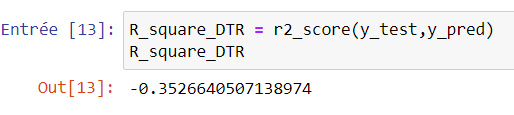 Entrée [13]: R_square_DTR = r2_score(y_test,y_pred)
R_square_DTR
Out[13]: -0.3526640507138974